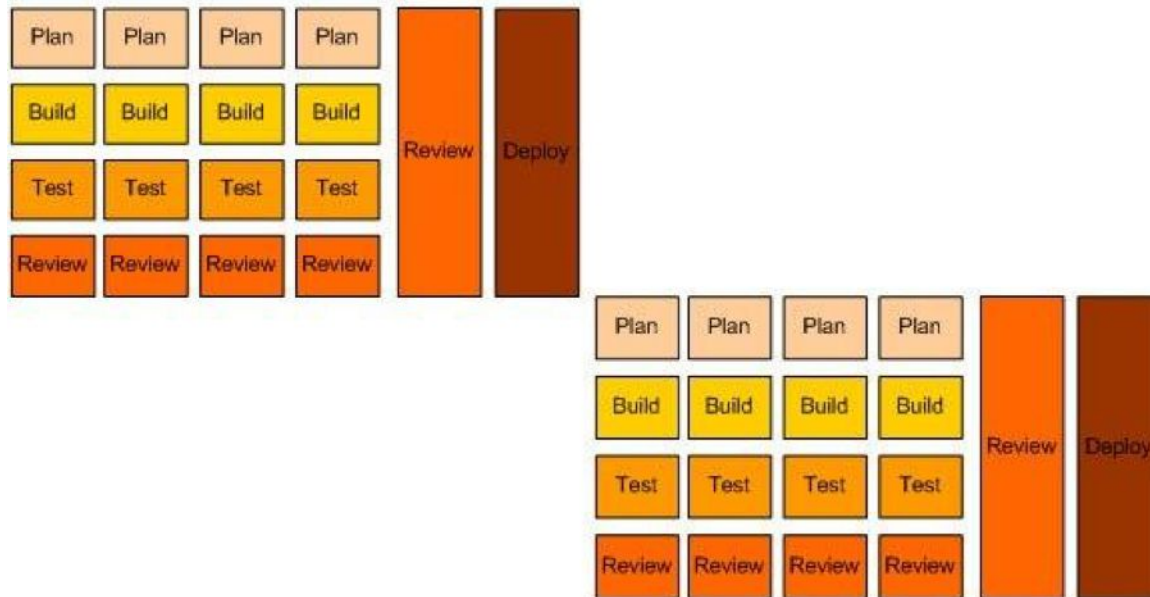 Plan Plan Plan Plan
Build Build Build Build
Test Test Test Test
Review Review Review Review
Review
Deploy
Plan Plan Plan Plan
Build Build Build Build
Test Test Test Test
Review Review Review Review
Review
Deploy